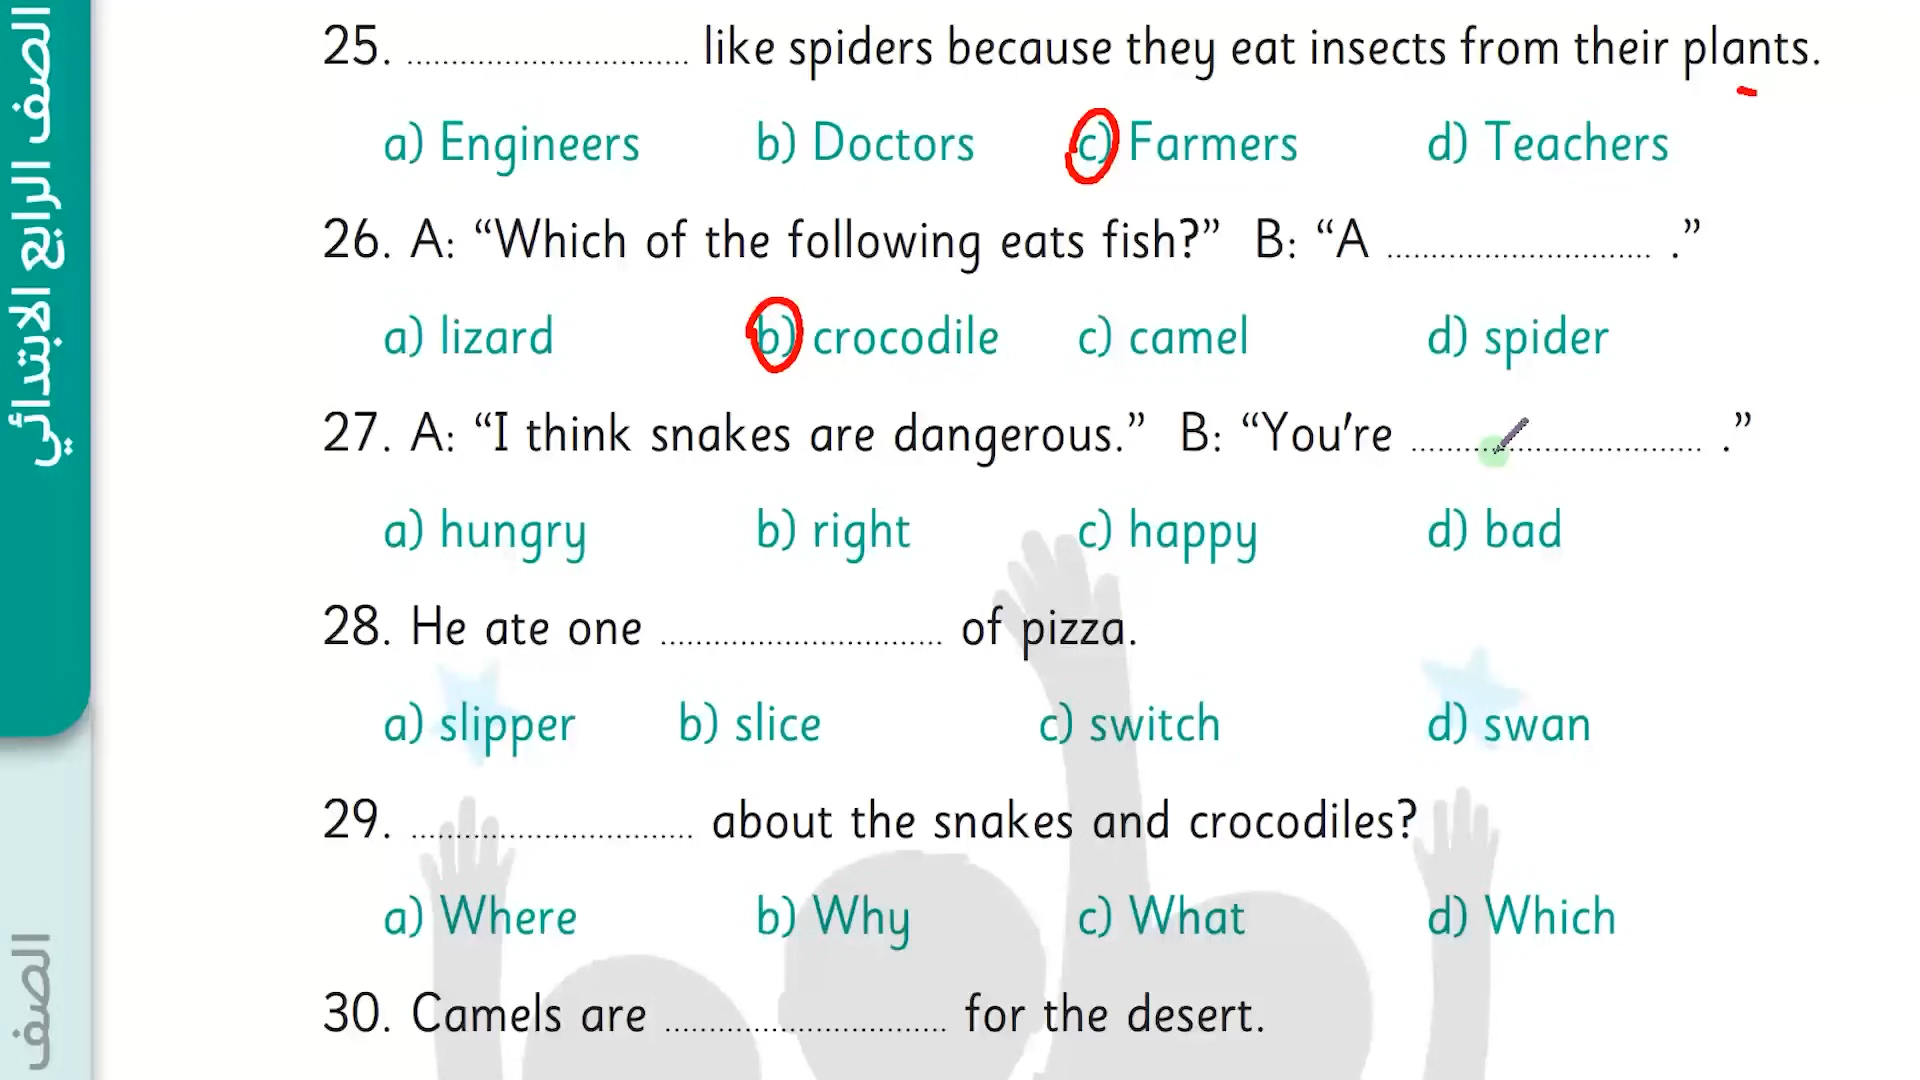 الصف الرابع الابتدائي
25. ............................ like spiders because they eat insects from their plants.
a) Engineers b) Doctors c) Farmers d) Teachers
26. A: “Which of the following eats fish?” B: “A ............................ .”
a) lizard b) crocodile c) camel d) spider
27. A: “I think snakes are dangerous.” B: “You’re ............................ .”
a) hungry b) right c) happy d) bad
28. He ate one ............................ of pizza.
a) slipper b) slice c) switch d) swan
29. ............................ about the snakes and crocodiles?
a) Where b) Why c) What d) Which
30. Camels are ............................ for the desert.
الصف